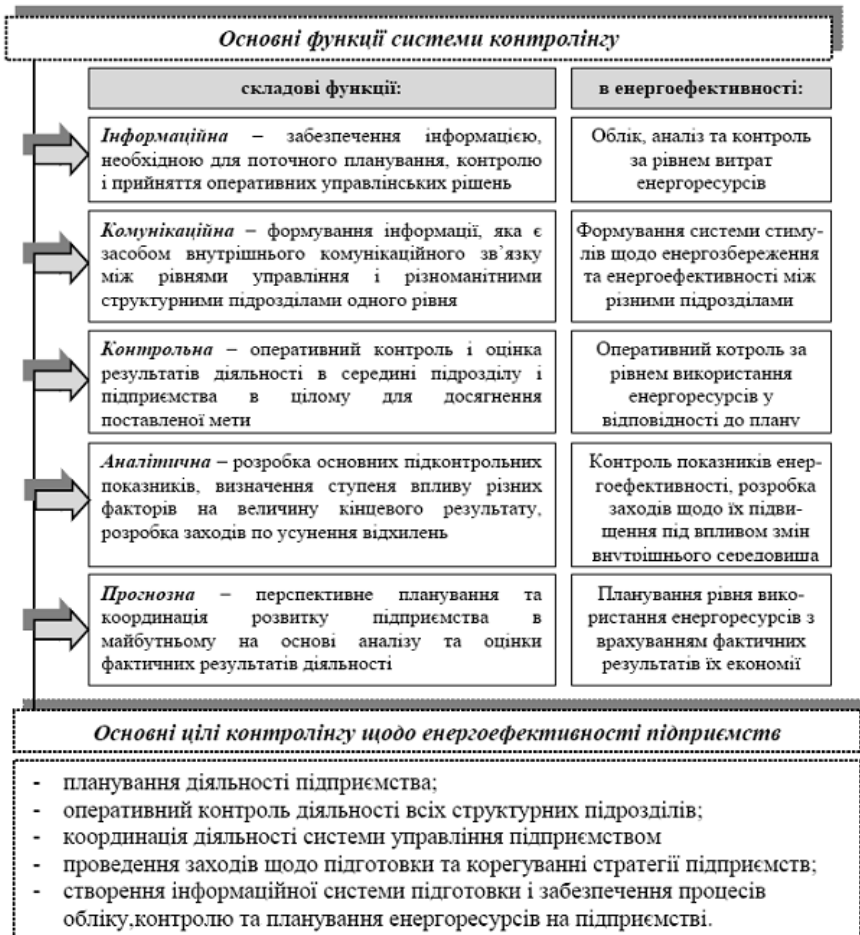 Основні функції системи контролінгу
складові функції:
в енергоефективності:
Інформаційна – забезпечення інформацією,
необхідною для поточного планування, контролю
і прийняття оперативних управлінських рішень
Облік, аналіз та контроль
за рівнем витрат
енергоресурсів
Комунікаційна – формування інформації, яка є
засобом внутрішнього комунікаційного зв’язку
між рівнями управління і різноманітними
структурними підрозділами одного рівня
Формування системи стиму-
лів щодо енергозбереження
та енергоефективності між
різними підрозділами
Контрольна – оперативний контроль і оцінка
результатів діяльності в середині підрозділу і
підприємства в цілому для досягнення
поставленої мети
Оперативний котроль за
рівнем використання
енергоресурсів у
відповідності до плану
Аналітична – розробка основних підконтрольних
показників, визначення ступеня впливу різних
факторів на величину кінцевого результату,
розробка заходів по усунення відхилень
Контроль показників енер-
гоефективності, розробка
заходів щодо їх підви-
щення під впливом змін
внутрішнього середовища
Прогнозна – перспективне планування та
координація розвитку підприємства в
майбутньому на основі аналізу та оцінки
фактичних результатів діяльності
Планування рівня вико-
ристання енергоресурсів з
врахуванням фактичних
результатів їх економії
Основні цілі контролінгу щодо енергоефективності підприємств
- планування діяльності підприємства;
- оперативний контроль діяльності всіх структурних підрозділів;
- координація діяльності системи управління підприємством
- проведення заходів щодо підготовки та корегуванні стратегії підприємств;
- створення інформаційної системи підготовки і забезпечення процесів
обліку,контролю та планування енергоресурсів на підприємстві.